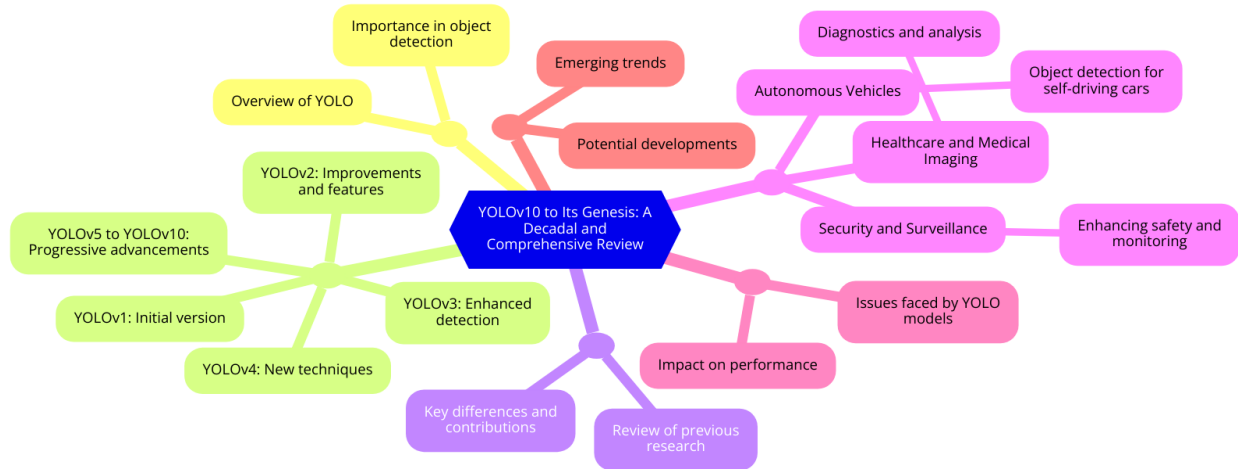 Importance in object
detection
Overview of YOLO
Emerging trends
Potential developments
Diagnostics and analysis
Autonomous Vehicles
Object detection for
self-driving cars
Healthcare and Medical
Imaging
Security and Surveillance
Enhancing safety and
monitoring
YOLOv10 to Its Genesis: A
Decadal and
Comprehensive Review
YOLOv2: Improvements
and features
YOLOv5 to YOLOv10:
Progressive advancements
YOLOv1: Initial version
YOLOv3: Enhanced
detection
YOLOv4: New techniques
Issues faced by YOLO
models
Impact on performance
Key differences and
contributions
Review of previous
research